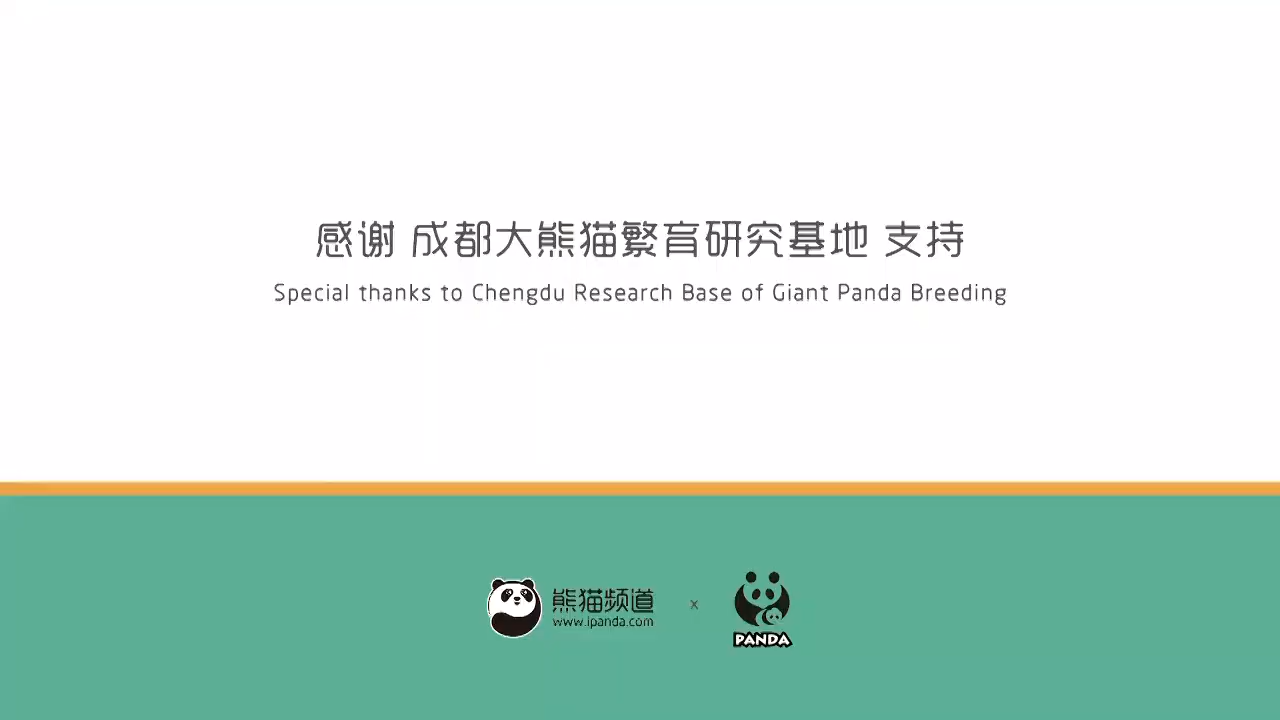 感谢 成都大熊猫繁育研究基地 支持
Special thanks to Chengdu Research Base of Giant Panda Breeding
熊猫频道
www.ipanda.com
x
PANDA